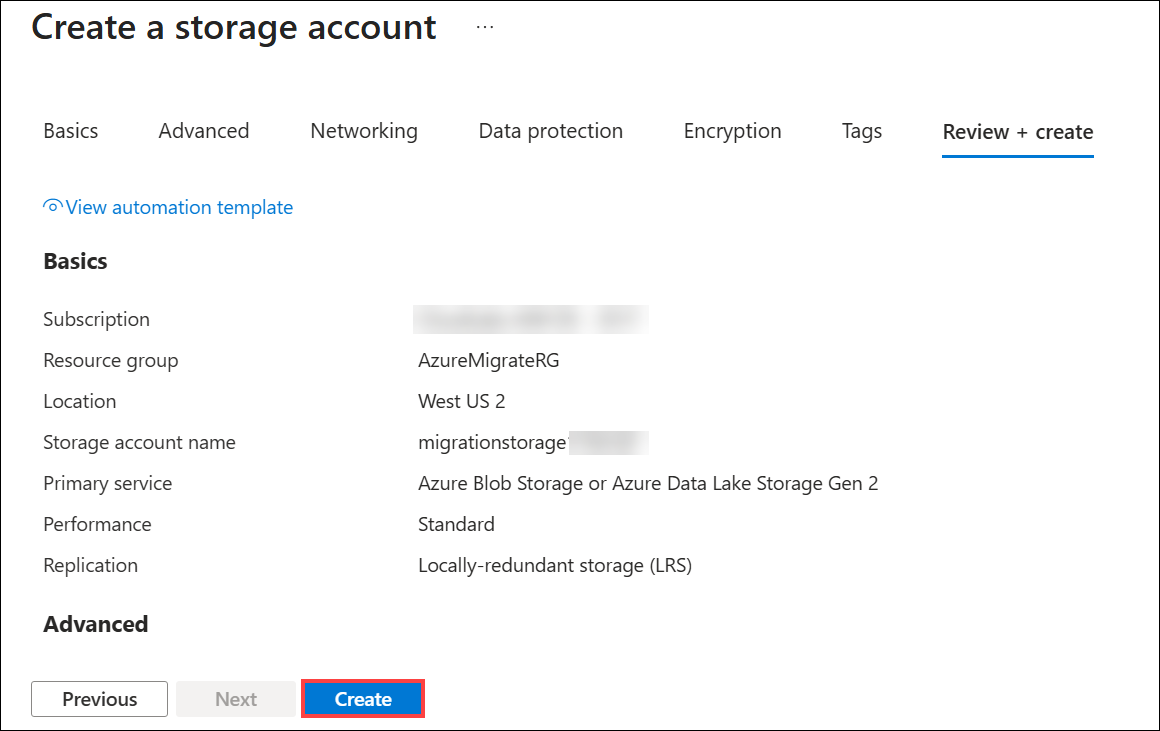 Create a storage account ...
Basics Advanced Networking Data protection Encryption Tags Review + create
View automation template
Basics
Subscription
Resource group AzureMigrateRG
Location West US 2
Storage account name migrationstorage
Primary service Azure Blob Storage or Azure Data Lake Storage Gen 2
Performance Standard
Replication Locally-redundant storage (LRS)
Advanced
Previous Next Create